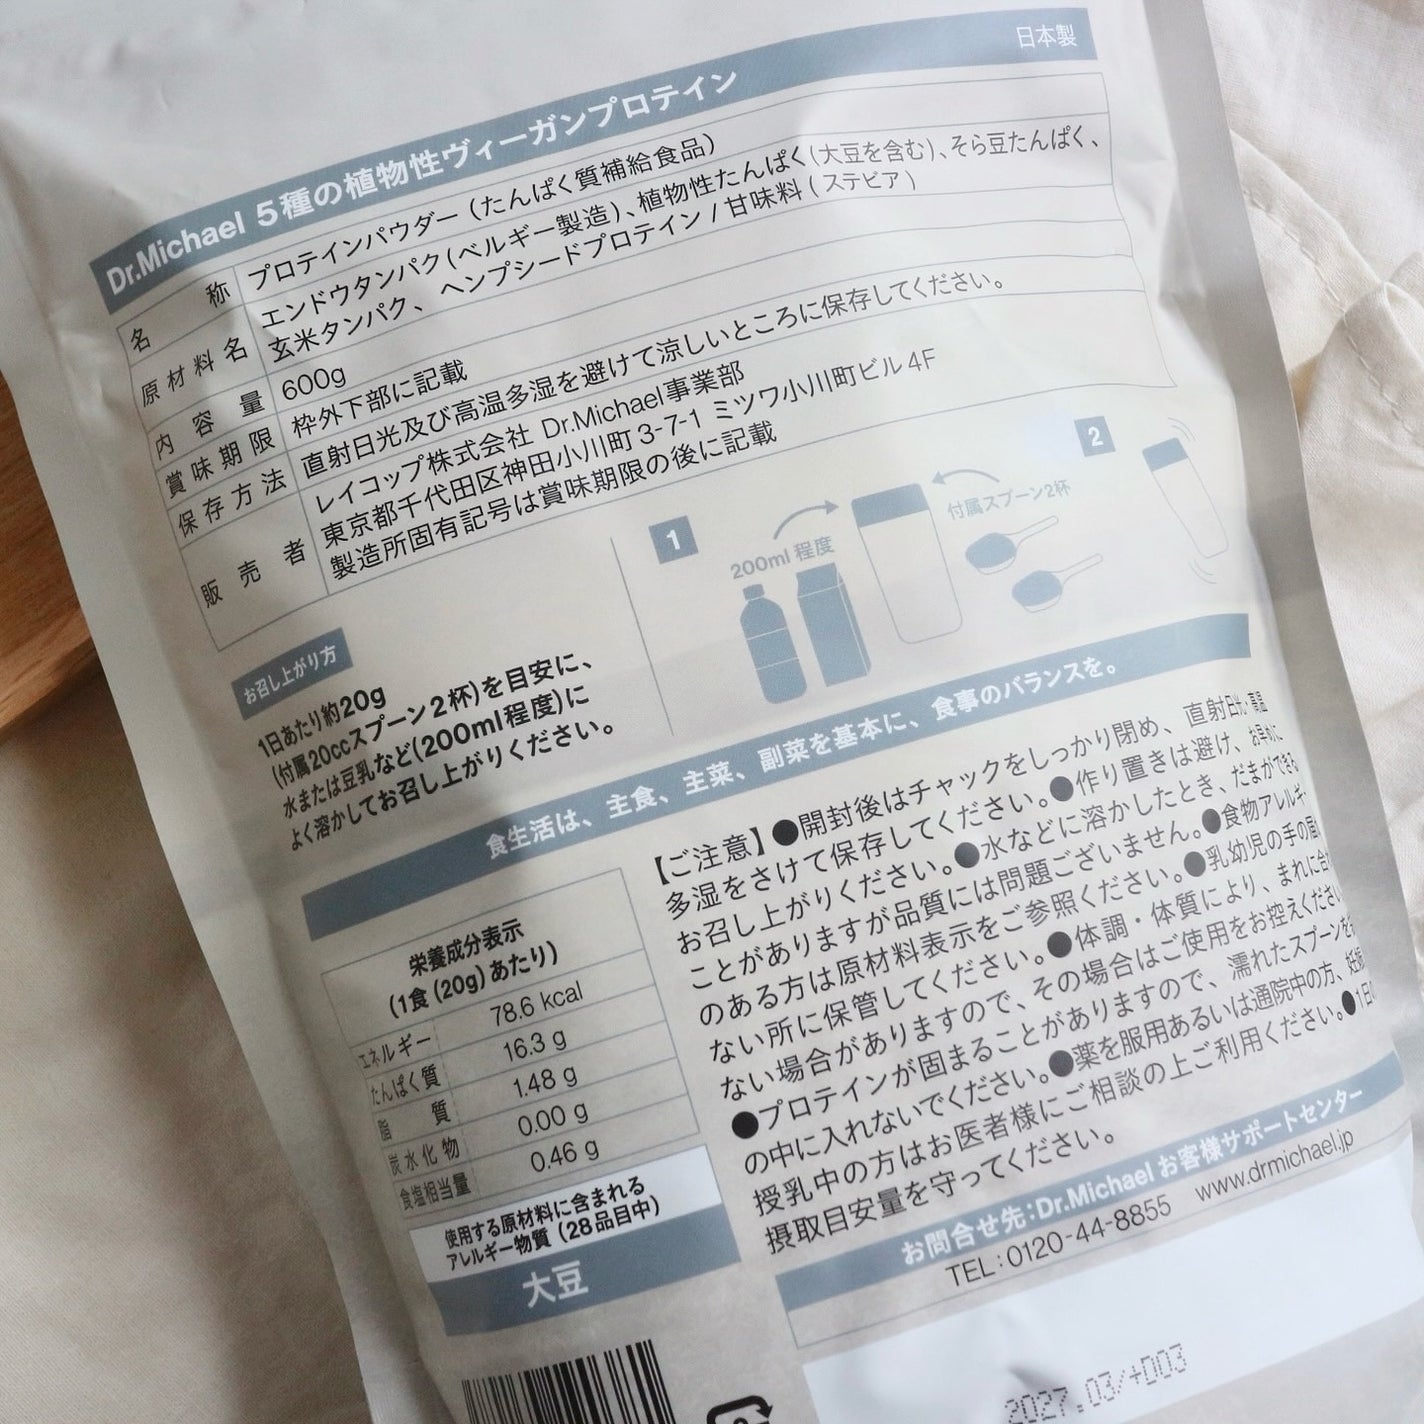 日本製
Dr.Michael 5種の植物性ヴィーガンプロテイン
名称 プロテインパウダー（たんぱく質補給食品）
原材料名 エンドウタンパク(ベルギー製造)、植物性たんぱく(大豆を含む)、そら豆たんぱく、
玄米タンパク、ヘンプシードプロテイン / 甘味料 (ステビア)
内容量 600g
賞味期限 枠外下部に記載
保存方法 直射日光及び高温多湿を避けて涼しいところに保存してください。
販売者 レイコップ株式会社 Dr.Michael事業部
東京都千代田区神田小川町3-7-1 ミツワ小川町ビル4F
製造所固有記号は賞味期限の後に記載
お召し上がり方
1日あたり約20g
(付属20ccスプーン2杯)を目安に、
水または豆乳など(200ml程度)に
よく溶かしてお召し上がりください。
1
200ml 程度
付属スプーン2杯
2
食生活は、主食、主菜、副菜を基本に、食事のバランスを。
栄養成分表示
(1食(20g)あたり)
エネルギー 78.6 kcal
たんぱく質 16.3 g
脂質 1.48 g
炭水化物 0.00 g
食塩相当量 0.46 g
使用する原材料に含まれる
アレルギー物質（28品目中）
大豆
【ご注意】●開封後はチャックをしっかり閉め、直射日光・高温
多湿をさけて保存してください。●作り置きは避け、お早めに
お召し上がりください。●水などに溶かしたとき、だまができる
ことがありますが品質には問題ございません。●食物アレルギー
のある方は原材料表示をご参照ください。●乳幼児の手の届
ない所に保管してください。●体調・体質により、まれに合
ない場合がありますので、その場合はご使用をお控えください
●プロテインが固まることがありますので、濡れたスプーンを
の中に入れないでください。●薬を服用あるいは通院中の方、妊娠
授乳中の方はお医者様にご相談の上ご利用ください。●1日
摂取目安量を守ってください。
お問合せ先：Dr.Michael お客様サポートセンター
TEL：0120-44-8855 www.drmichael.jp
2027.03/+D03